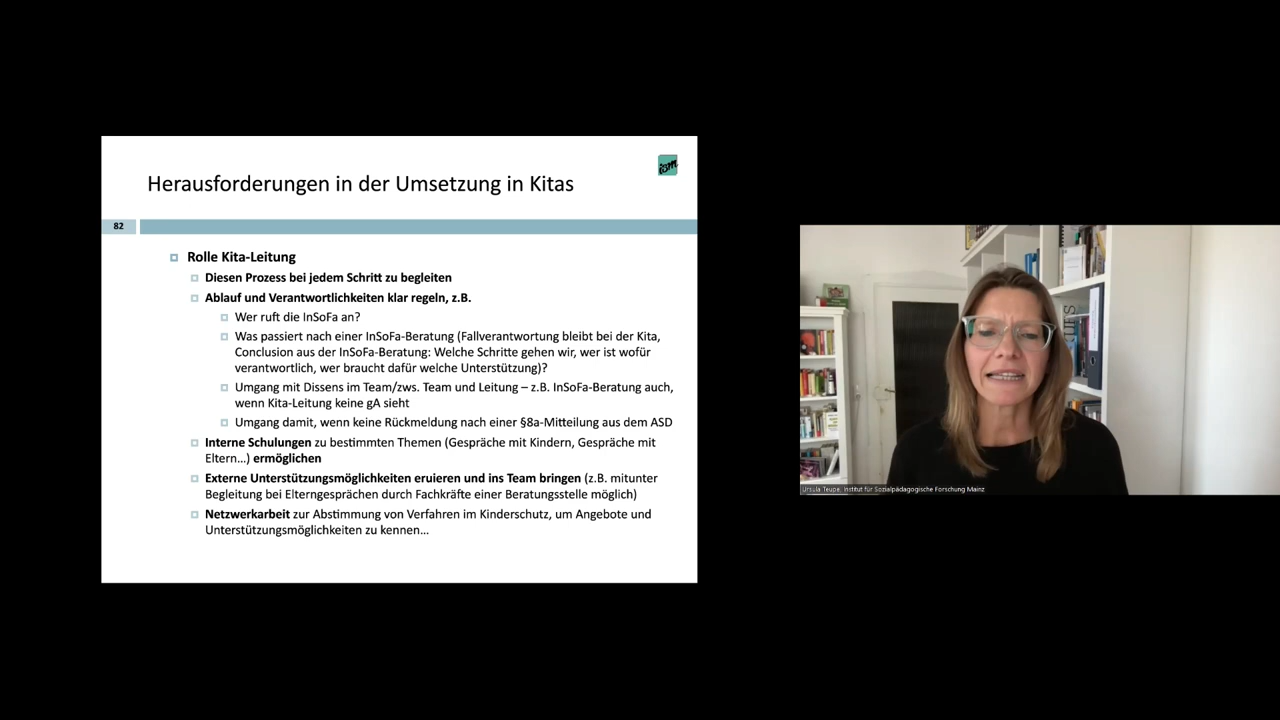 ism
Herausforderungen in der Umsetzung in Kitas
82
Rolle Kita-Leitung
Diesen Prozess bei jedem Schritt zu begleiten
Ablauf und Verantwortlichkeiten klar regeln, z.B.
Wer ruft die InSoFa an?
Was passiert nach einer InSoFa-Beratung (Fallverantwortung bleibt bei der Kita,
Conclusion aus der InSoFa-Beratung: Welche Schritte gehen wir, wer ist wofür
verantwortlich, wer braucht dafür welche Unterstützung)?
Umgang mit Dissens im Team/zws. Team und Leitung – z.B. InSoFa-Beratung auch,
wenn Kita-Leitung keine gA sieht
Umgang damit, wenn keine Rückmeldung nach einer §8a-Mitteilung aus dem ASD
Interne Schulungen zu bestimmten Themen (Gespräche mit Kindern, Gespräche mit
Eltern…) ermöglichen
Externe Unterstützungsmöglichkeiten eruieren und ins Team bringen (z.B. mitunter
Begleitung bei Elterngesprächen durch Fachkräfte einer Beratungsstelle möglich)
Netzwerkarbeit zur Abstimmung von Verfahren im Kinderschutz, um Angebote und
Unterstützungsmöglichkeiten zu kennen…
Ursula Teupe, Institut für Sozialpädagogische Forschung Mainz